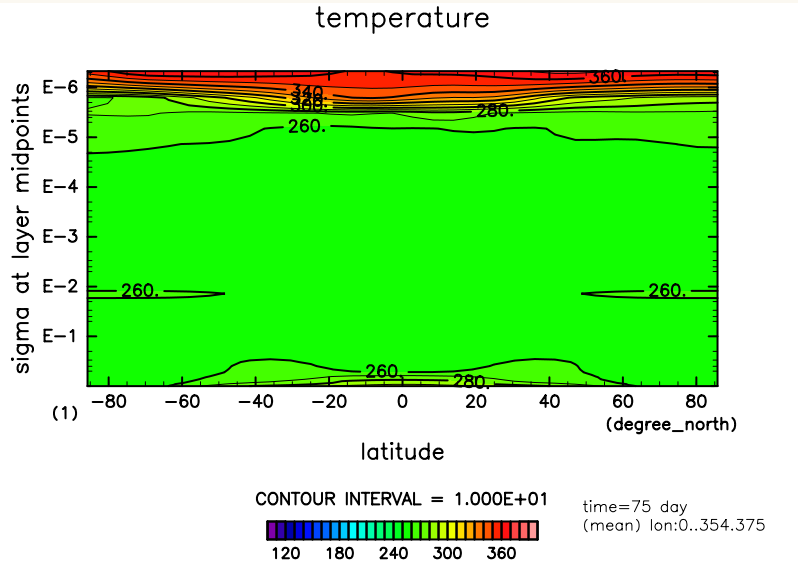 temperature
sigma at layer midpoints
E−6
E−5
E−4
E−3
E−2
E−1
360.
340.
320.
300.
280.
260.
260.
260.
260.
280.
−80 −60 −40 −20 0 20 40 60 80
(1)
(degree_north)
latitude
CONTOUR INTERVAL = 1.000E+01
120 180 240 300 360
time=75 day
(mean) lon:0..354.375